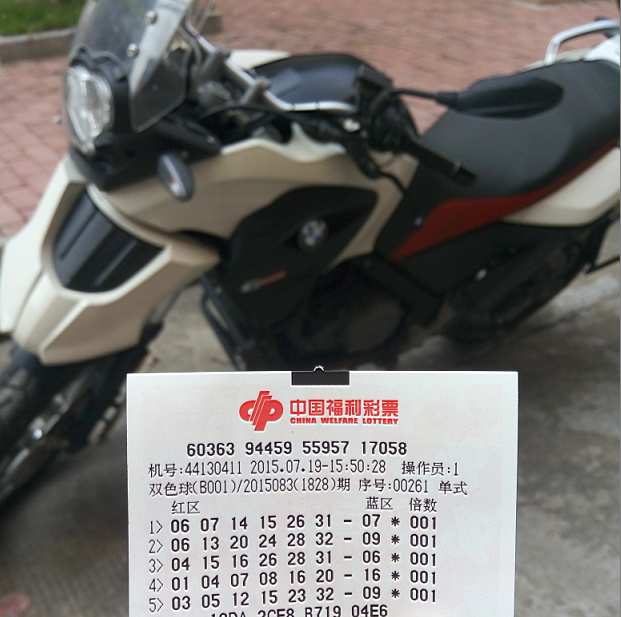 中国福利彩票
CHINA WELFARE LOTTERY
60363 94459 55957 17058
机号:44130411 2015.07.19-15:50:28 操作员:1
双色球(B001)/2015083(1828)期 序号:00261 单式
红区 蓝区 倍数
1> 06 07 14 15 26 31 - 07 * 001
2> 06 13 20 24 28 32 - 09 * 001
3> 04 15 16 26 28 31 - 06 * 001
4> 01 04 07 08 16 20 - 16 * 001
5> 03 05 12 15 23 32 - 09 * 001
B719 04E6